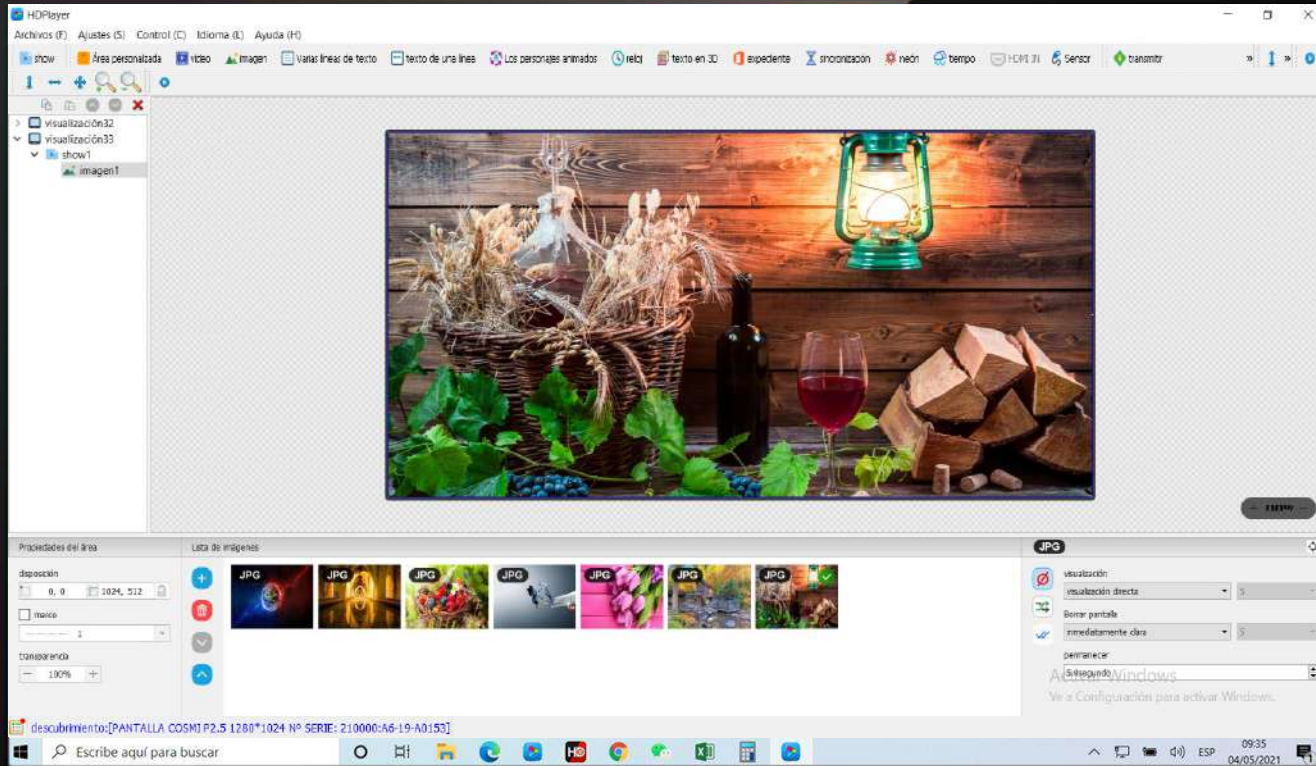 HDPlayer
Archivos (F) Ajustes (S) Control (C) Idioma (L) Ayuda (H)
show Área personalizada video imagen Varias líneas de texto texto de una línea Los personajes animados reloj texto en 3D expediente sincronización neón tiempo HDMI IN Sensor transmitir
visualización32
visualización33
show1
imagen1
Propiedades del área
Lista de imágenes
JPG
disposición
0, 0 1024, 512
marco
1
transparencia
100%
JPG JPG JPG JPG JPG JPG JPG
visualización
visualización directa 5
Borrar pantalla
inmediatamente clara 5
permanecer
Activar Windows
Ve a Configuración para activar Windows.
descubrimiento:[PANTALLA COSMI P2.5 1280*1024 Nº SERIE: 210000:A6-19-A0153]
Escribe aquí para buscar
ESP
09:35
04/05/2021